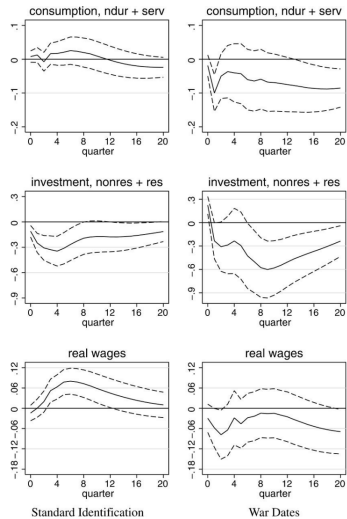 consumption, ndur + serv
.1
0
-.1
-.2
0 4 8 12 16 20
quarter
consumption, ndur + serv
.1
0
-.1
-.2
0 4 8 12 16 20
quarter
investment, nonres + res
.3
0
-.3
-.6
-.9
0 4 8 12 16 20
quarter
investment, nonres + res
.3
0
-.3
-.6
-.9
0 4 8 12 16 20
quarter
real wages
.12
.06
0
-.06
-.12
-.18
0 4 8 12 16 20
quarter
real wages
.12
.06
0
-.06
-.12
-.18
0 4 8 12 16 20
quarter
Standard Identification
War Dates